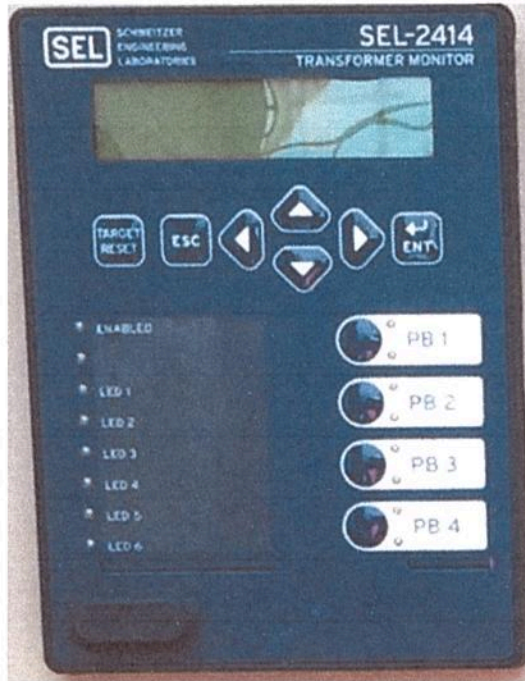 SEL
SCHWEITZER
ENGINEERING
LABORATORIES
SEL-2414
TRANSFORMER MONITOR
TARGET
RESET
ESC
ENT
ENABLED
LED 1
LED 2
LED 3
LED 4
LED 5
LED 6
PB 1
PB 2
PB 3
PB 4